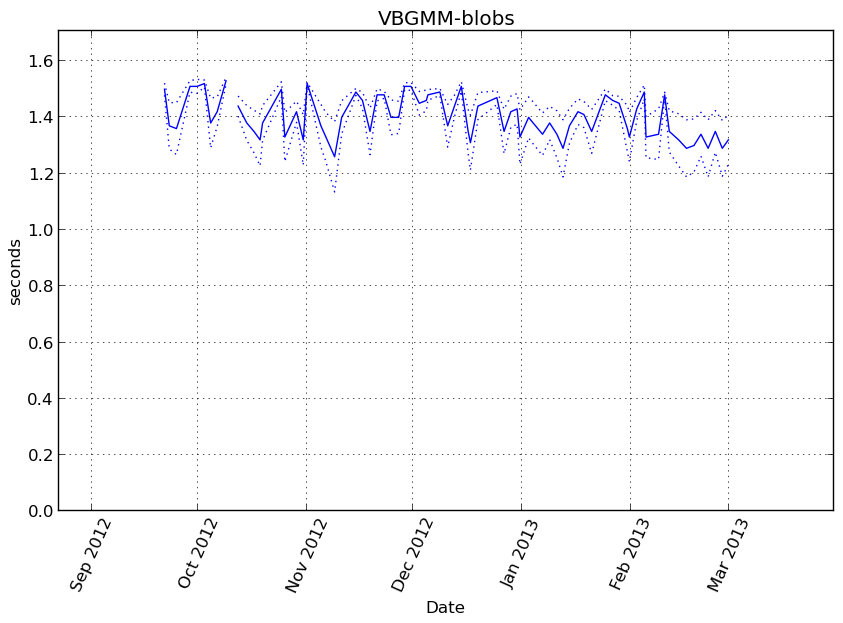 VBGMM-blobs
1.6
1.4
1.2
1.0
0.8
0.6
0.4
0.2
0.0
seconds
Sep 2012
Oct 2012
Nov 2012
Dec 2012
Jan 2013
Feb 2013
Mar 2013
Date